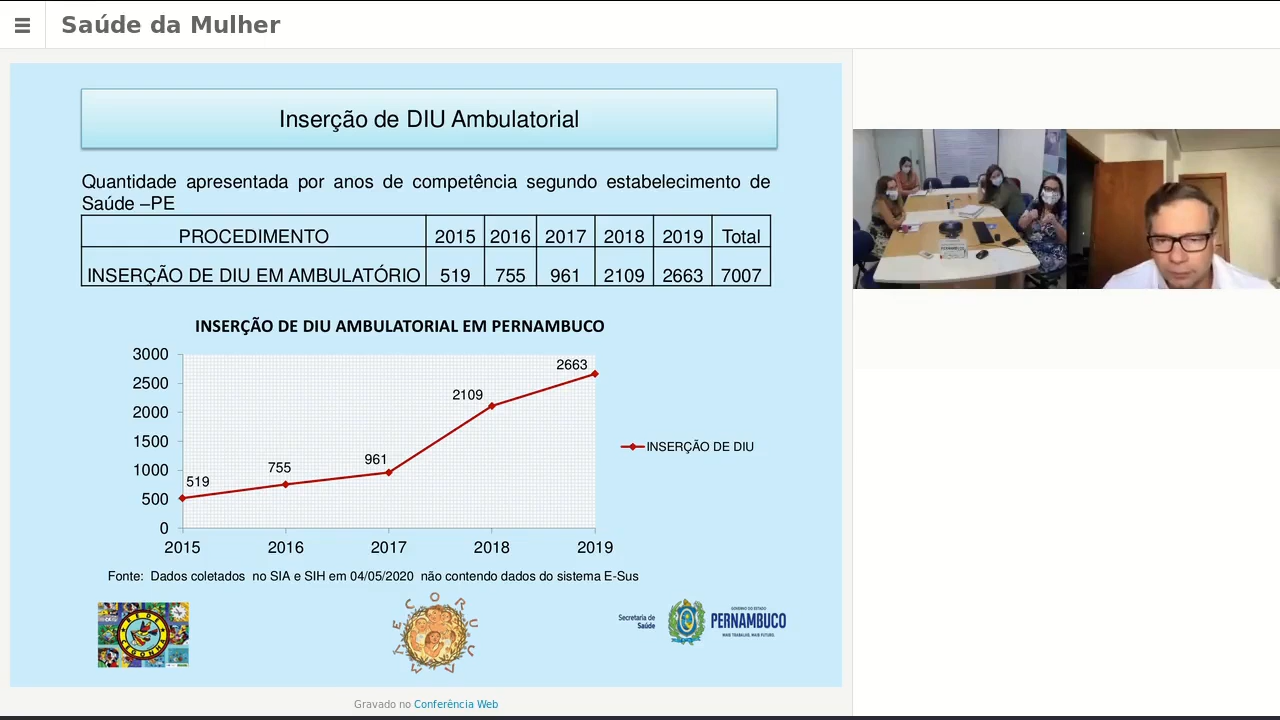 Saúde da Mulher
Inserção de DIU Ambulatorial
Quantidade apresentada por anos de competência segundo estabelecimento de
Saúde –PE
PROCEDIMENTO 2015 2016 2017 2018 2019 Total
INSERÇÃO DE DIU EM AMBULATÓRIO 519 755 961 2109 2663 7007
INSERÇÃO DE DIU AMBULATORIAL EM PERNAMBUCO
3000
2500
2000
1500
1000
500
0
519
755
961
2109
2663
INSERÇÃO DE DIU
2015 2016 2017 2018 2019
Fonte: Dados coletados no SIA e SIH em 04/05/2020 não contendo dados do sistema E-Sus
Secretaria de
Saúde
GOVERNO DO ESTADO
PERNAMBUCO
MAIS TRABALHO, MAIS FUTURO.
Gravado no Conferência Web